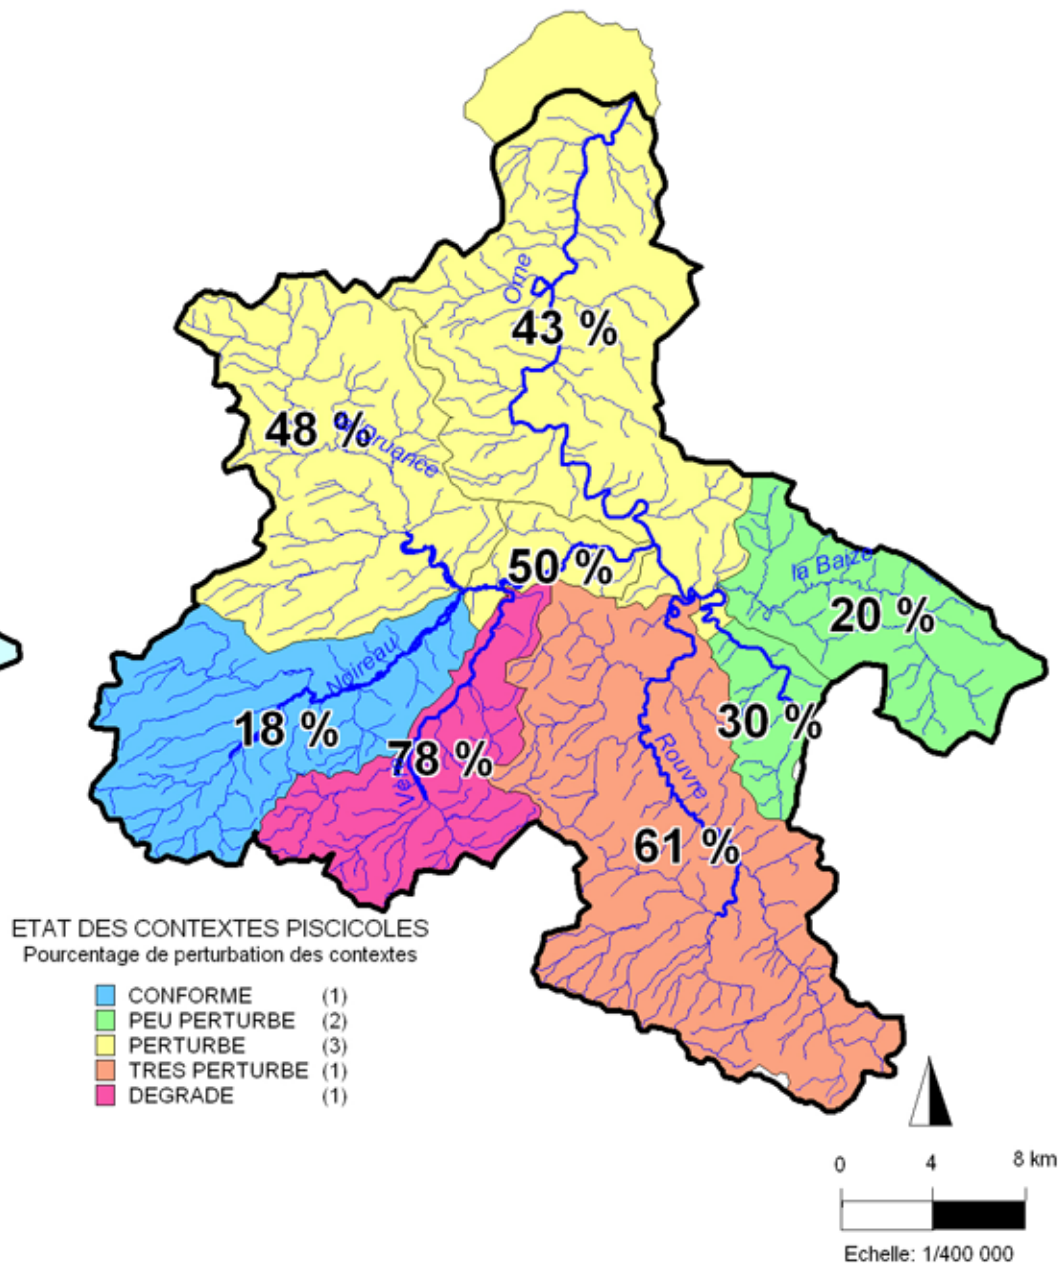 Orne
43 %
48 %
la Druance
50 %
la Baize
20 %
Noireau
18 %
30 %
78 %
Rouvre
61 %
ETAT DES CONTEXTES PISCICOLES
Pourcentage de perturbation des contextes
CONFORME (1)
PEU PERTURBE (2)
PERTURBE (3)
TRES PERTURBE (1)
DEGRADE (1)
0 4 8 km
Echelle: 1/400 000